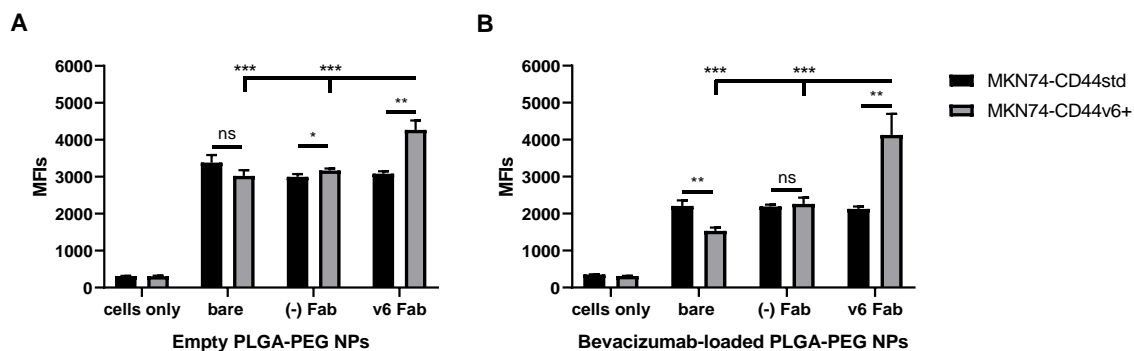 A
MFIs
6000
5000
4000
3000
2000
1000
0
ns
*
**
***
***
cells only
bare
(-) Fab
v6 Fab
Empty PLGA-PEG NPs
B
MFIs
6000
5000
4000
3000
2000
1000
0
**
ns
**
***
***
cells only
bare
(-) Fab
v6 Fab
Bevacizumab-loaded PLGA-PEG NPs
MKN74-CD44std
MKN74-CD44v6+